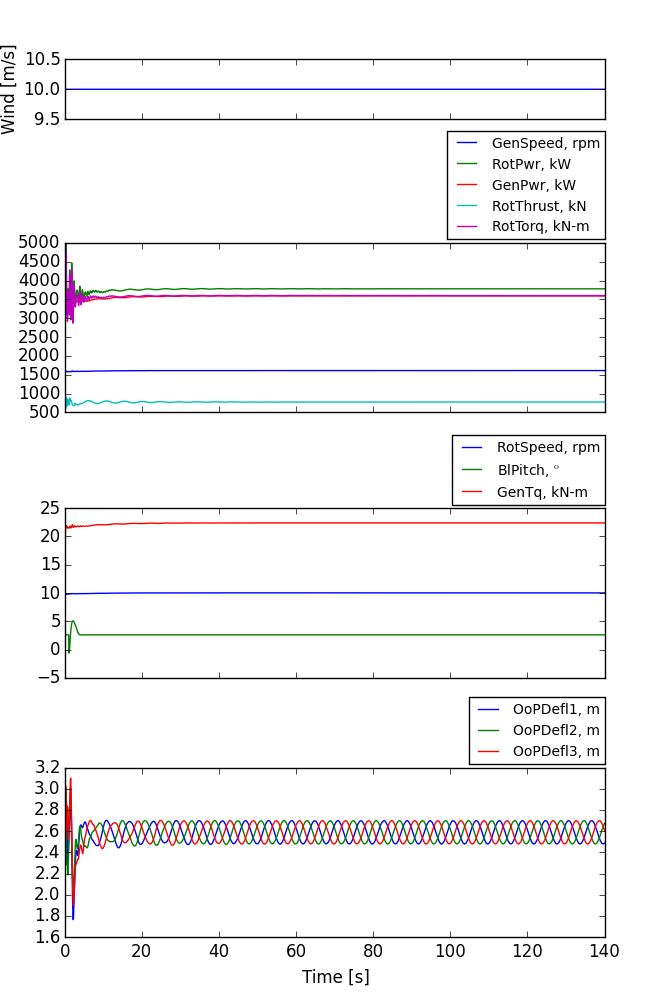 Wind [m/s]
10.5
10.0
9.5
GenSpeed, rpm
RotPwr, kW
GenPwr, kW
RotThrust, kN
RotTorq, kN-m
5000
4500
4000
3500
3000
2500
2000
1500
1000
500
RotSpeed, rpm
BlPitch, °
GenTq, kN-m
25
20
15
10
5
0
−5
OoPDefl1, m
OoPDefl2, m
OoPDefl3, m
3.2
3.0
2.8
2.6
2.4
2.2
2.0
1.8
1.6
0 20 40 60 80 100 120 140
Time [s]